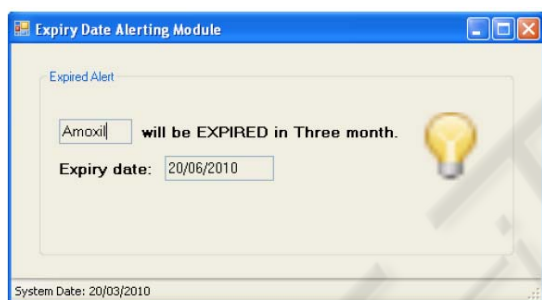 Expiry Date Alerting Module
Expired Alert
Amoxil will be EXPIRED in Three month.
Expiry date: 20/06/2010
System Date: 20/03/2010